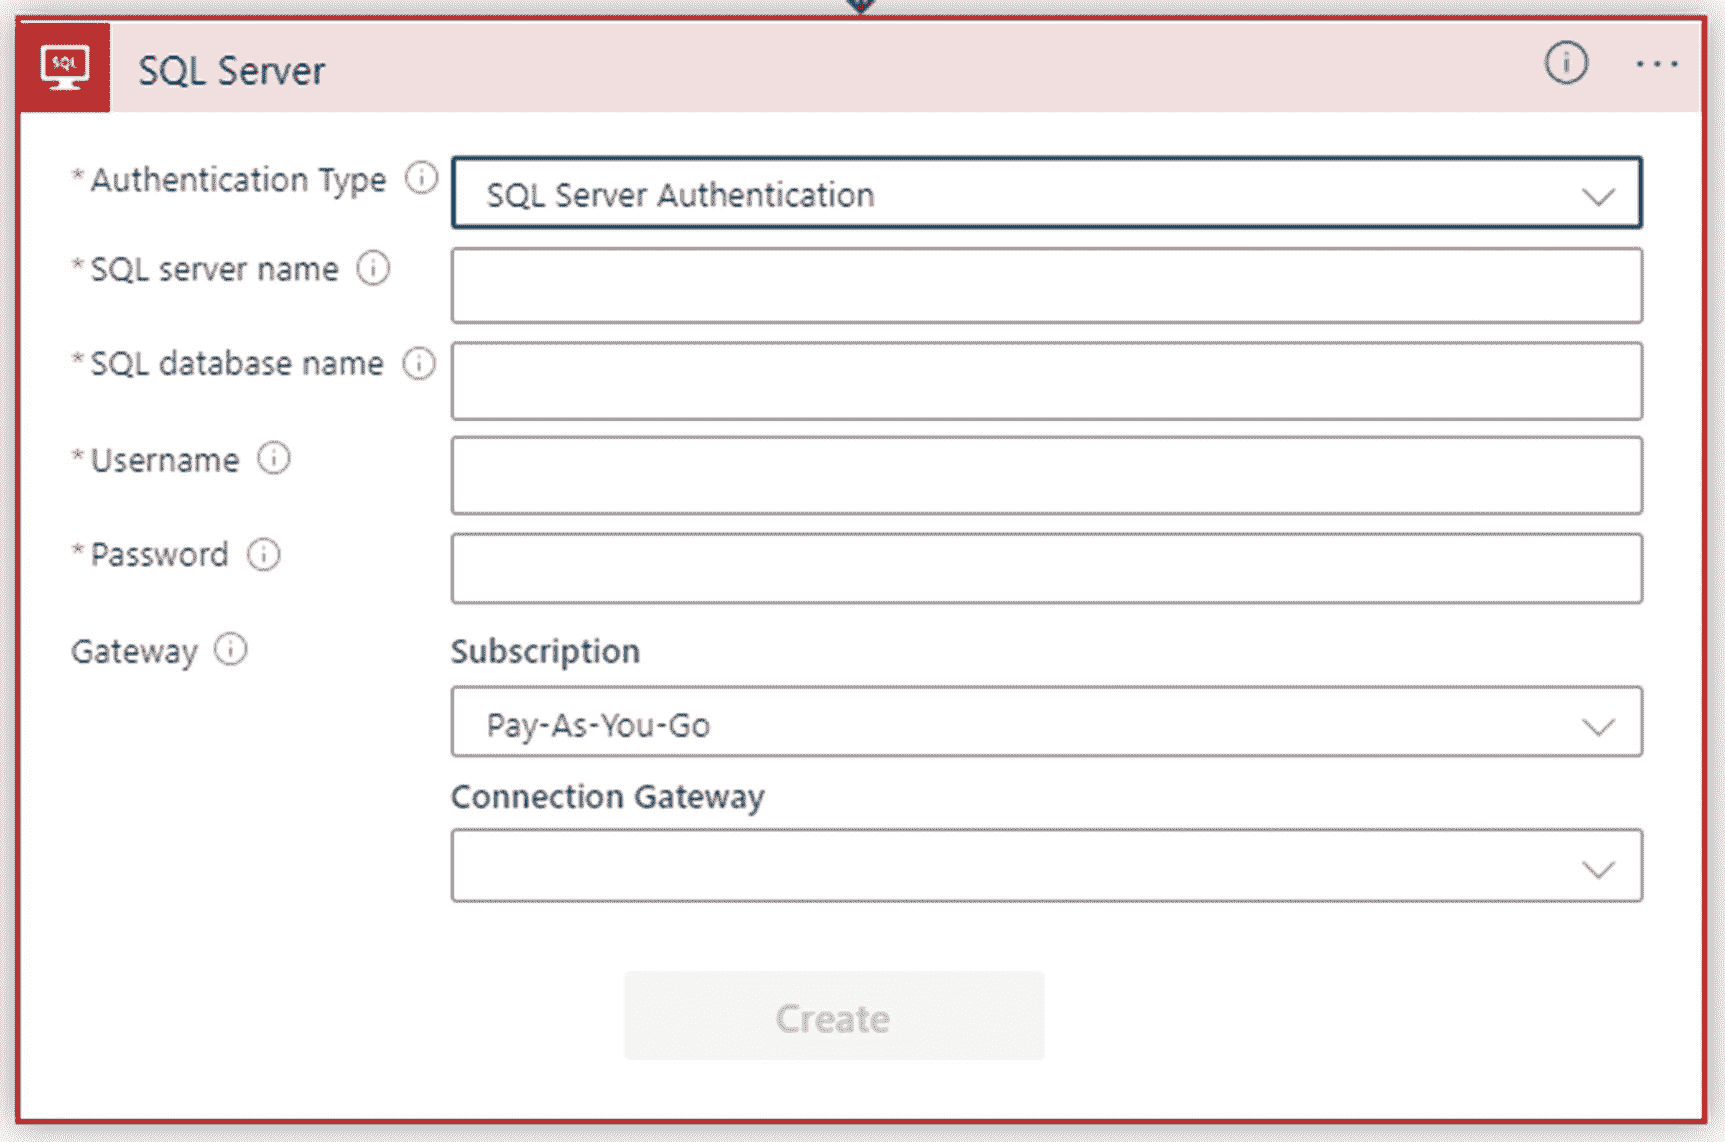 SQL
SQL Server
* Authentication Type
SQL Server Authentication
* SQL server name
* SQL database name
* Username
* Password
Gateway
Subscription
Pay-As-You-Go
Connection Gateway
Create